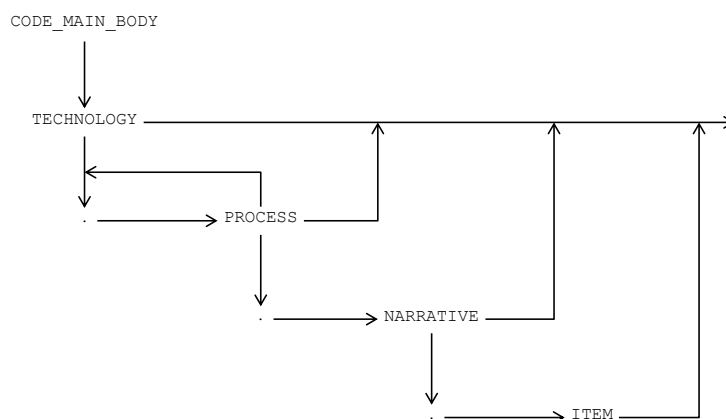 CODE_MAIN_BODY
TECHNOLOGY
. PROCESS
. NARRATIVE
. ITEM